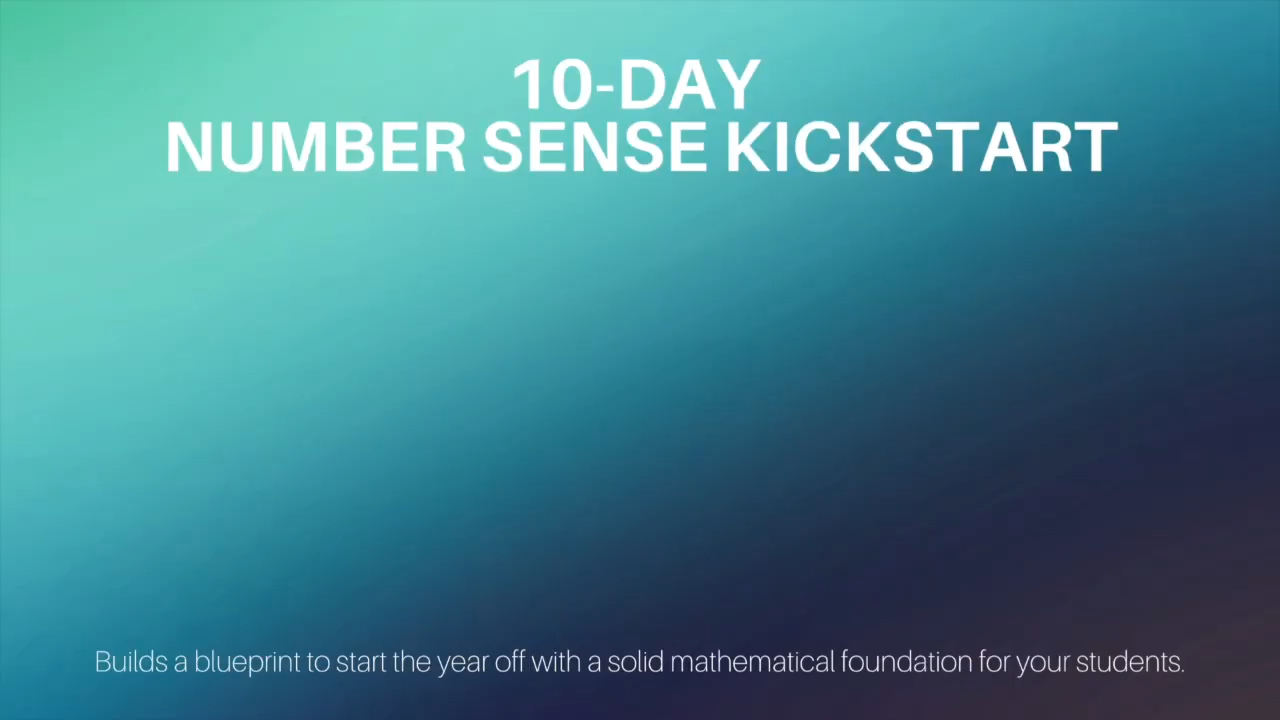 10-DAY
NUMBER SENSE KICKSTART
Builds a blueprint to start the year off with a solid mathematical foundation for your students.